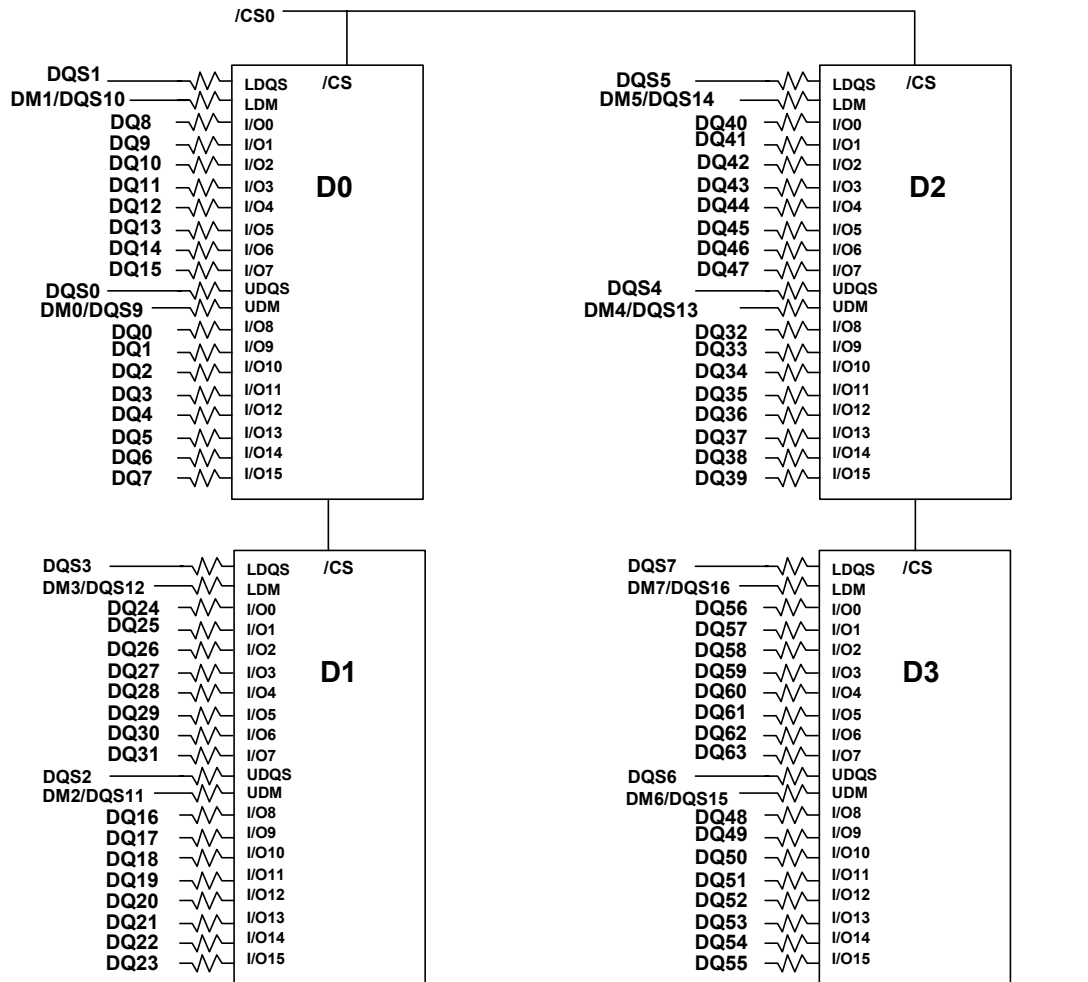 /CS0
DQS1 LDQS /CS
DM1/DQS10 LDM
DQ8 I/O0
DQ9 I/O1
DQ10 I/O2
DQ11 I/O3 D0
DQ12 I/O4
DQ13 I/O5
DQ14 I/O6
DQ15 I/O7
DQS0 UDQS
DM0/DQS9 UDM
DQ0 I/O8
DQ1 I/O9
DQ2 I/O10
DQ3 I/O11
DQ4 I/O12
DQ5 I/O13
DQ6 I/O14
DQ7 I/O15
DQS5 LDQS /CS
DM5/DQS14 LDM
DQ40 I/O0
DQ41 I/O1
DQ42 I/O2
DQ43 I/O3 D2
DQ44 I/O4
DQ45 I/O5
DQ46 I/O6
DQ47 I/O7
DQS4 UDQS
DM4/DQS13 UDM
DQ32 I/O8
DQ33 I/O9
DQ34 I/O10
DQ35 I/O11
DQ36 I/O12
DQ37 I/O13
DQ38 I/O14
DQ39 I/O15
DQS3 LDQS /CS
DM3/DQS12 LDM
DQ24 I/O0
DQ25 I/O1
DQ26 I/O2
DQ27 I/O3 D1
DQ28 I/O4
DQ29 I/O5
DQ30 I/O6
DQ31 I/O7
DQS2 UDQS
DM2/DQS11 UDM
DQ16 I/O8
DQ17 I/O9
DQ18 I/O10
DQ19 I/O11
DQ20 I/O12
DQ21 I/O13
DQ22 I/O14
DQ23 I/O15
DQS7 LDQS /CS
DM7/DQS16 LDM
DQ56 I/O0
DQ57 I/O1
DQ58 I/O2
DQ59 I/O3 D3
DQ60 I/O4
DQ61 I/O5
DQ62 I/O6
DQ63 I/O7
DQS6 UDQS
DM6/DQS15 UDM
DQ48 I/O8
DQ49 I/O9
DQ50 I/O10
DQ51 I/O11
DQ52 I/O12
DQ53 I/O13
DQ54 I/O14
DQ55 I/O15